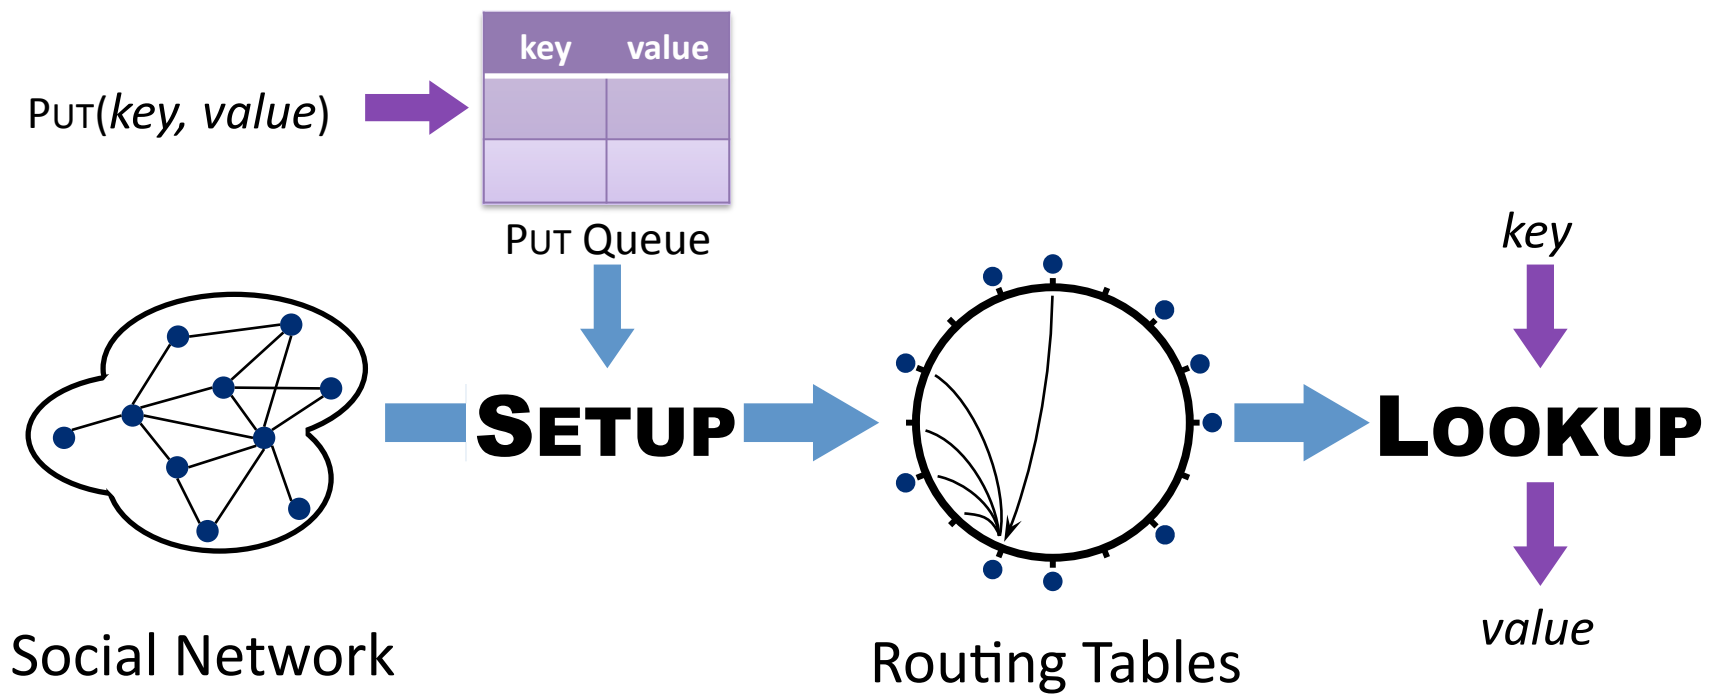 key value
PUT(key, value)
PUT Queue
key
SETUP
LOOKUP
value
Social Network
Routing Tables